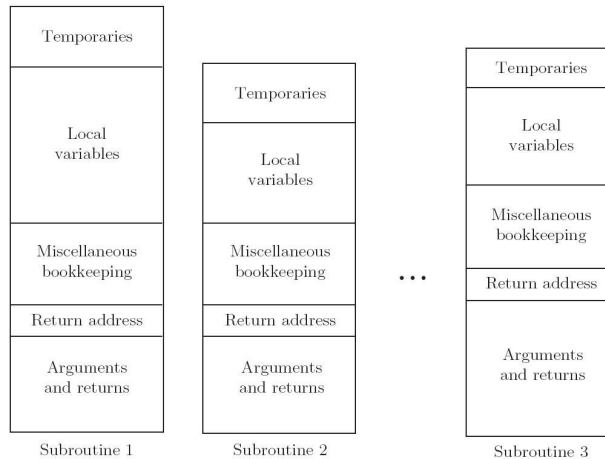 Temporaries
Local
variables
Miscellaneous
bookkeeping
Return address
Arguments
and returns
Subroutine 1
Temporaries
Local
variables
Miscellaneous
bookkeeping
Return address
Arguments
and returns
Subroutine 2
...
Temporaries
Local
variables
Miscellaneous
bookkeeping
Return address
Arguments
and returns
Subroutine 3